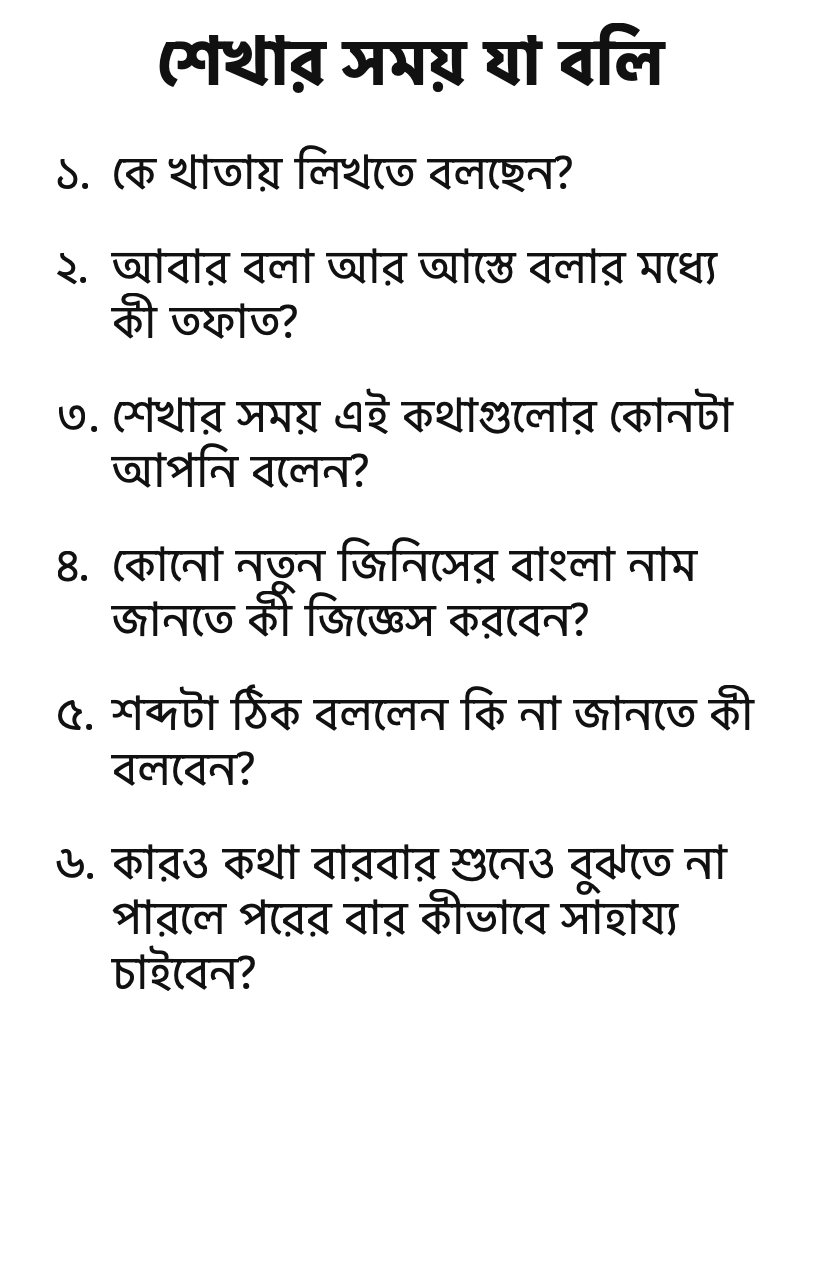 শেখার সময় যা বলি
১. কে খাতায় লিখতে বলছেন?
২. আবার বলা আর আস্তে বলার মধ্যে
কী তফাত?
৩. শেখার সময় এই কথাগুলোর কোনটা
আপনি বলেন?
৪. কোনো নতুন জিনিসের বাংলা নাম
জানতে কী জিজ্ঞেস করবেন?
৫. শব্দটা ঠিক বললেন কি না জানতে কী
বলবেন?
৬. কারও কথা বারবার শুনেও বুঝতে না
পারলে পরের বার কীভাবে সাহায্য
চাইবেন?